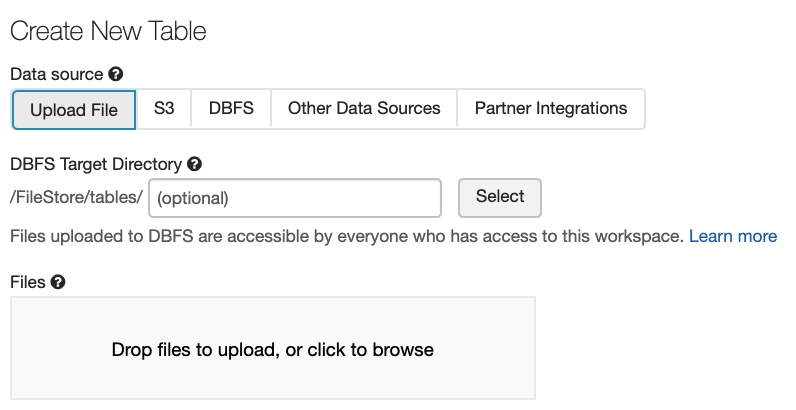 Create New Table
Data source ?
Upload File S3 DBFS Other Data Sources Partner Integrations
DBFS Target Directory ?
/FileStore/tables/ (optional) Select
Files uploaded to DBFS are accessible by everyone who has access to this workspace. Learn more
Files ?
Drop files to upload, or click to browse